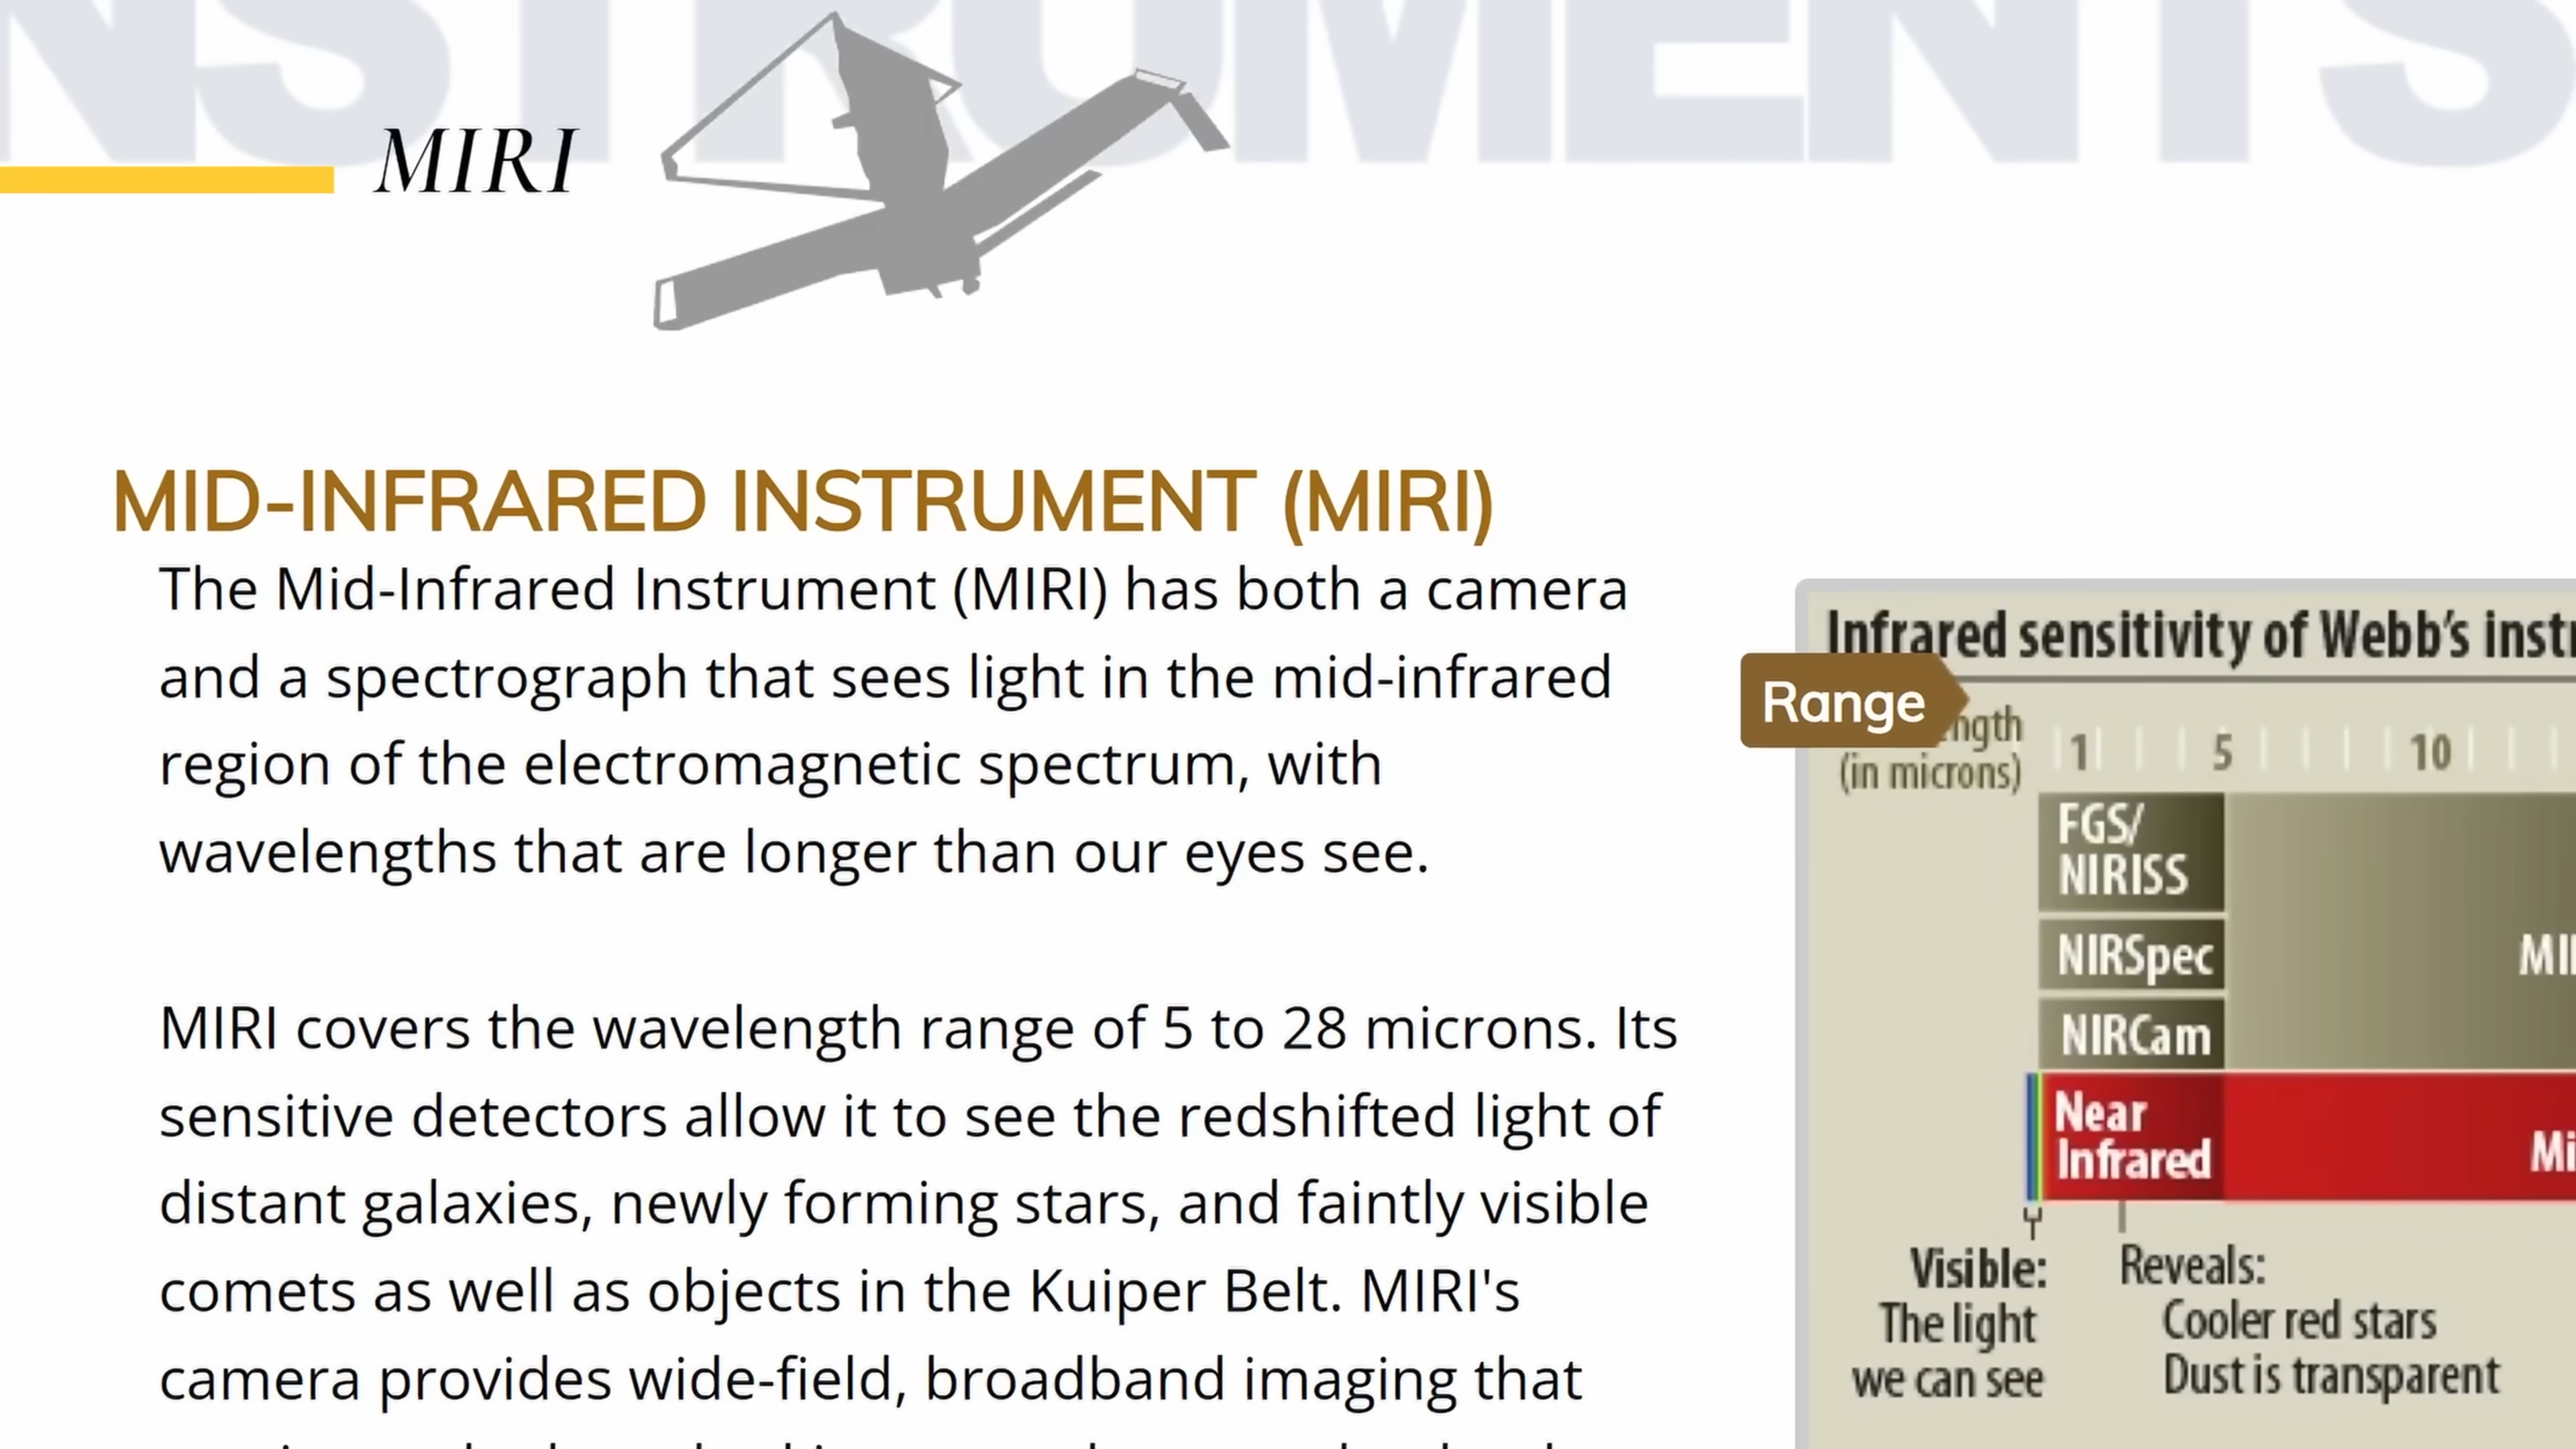 MIRI
MID-INFRARED INSTRUMENT (MIRI)
The Mid-Infrared Instrument (MIRI) has both a camera
and a spectrograph that sees light in the mid-infrared
region of the electromagnetic spectrum, with
wavelengths that are longer than our eyes see.
MIRI covers the wavelength range of 5 to 28 microns. Its
sensitive detectors allow it to see the redshifted light of
distant galaxies, newly forming stars, and faintly visible
comets as well as objects in the Kuiper Belt. MIRI's
camera provides wide-field, broadband imaging that
Infrared sensitivity of Webb's
Range
(in microns)
1 5 10
FGS/
NIRISS
NIRSpec
NIRCam
Near
Infrared
Visible:
The light
we can see
Reveals:
Cooler red stars
Dust is transparent